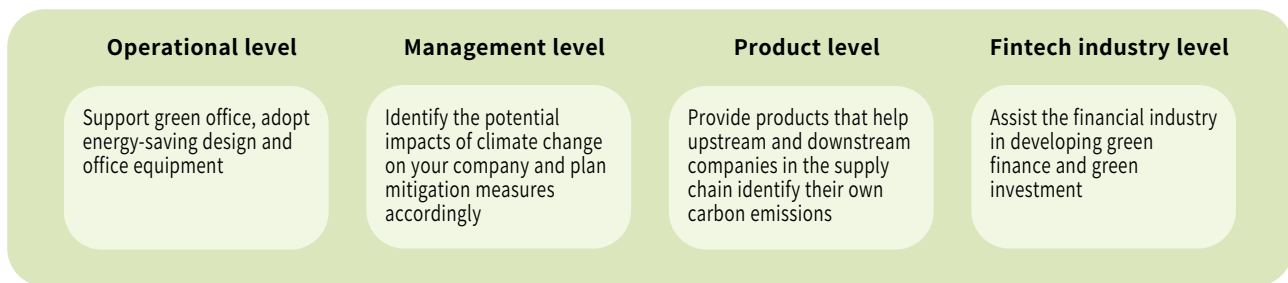 Operational level
Support green office, adopt
energy-saving design and
office equipment
Management level
Identify the potential
impacts of climate change
on your company and plan
mitigation measures
accordingly
Product level
Provide products that help
upstream and downstream
companies in the supply
chain identify their own
carbon emissions
Fintech industry level
Assist the financial industry
in developing green
finance and green
investment